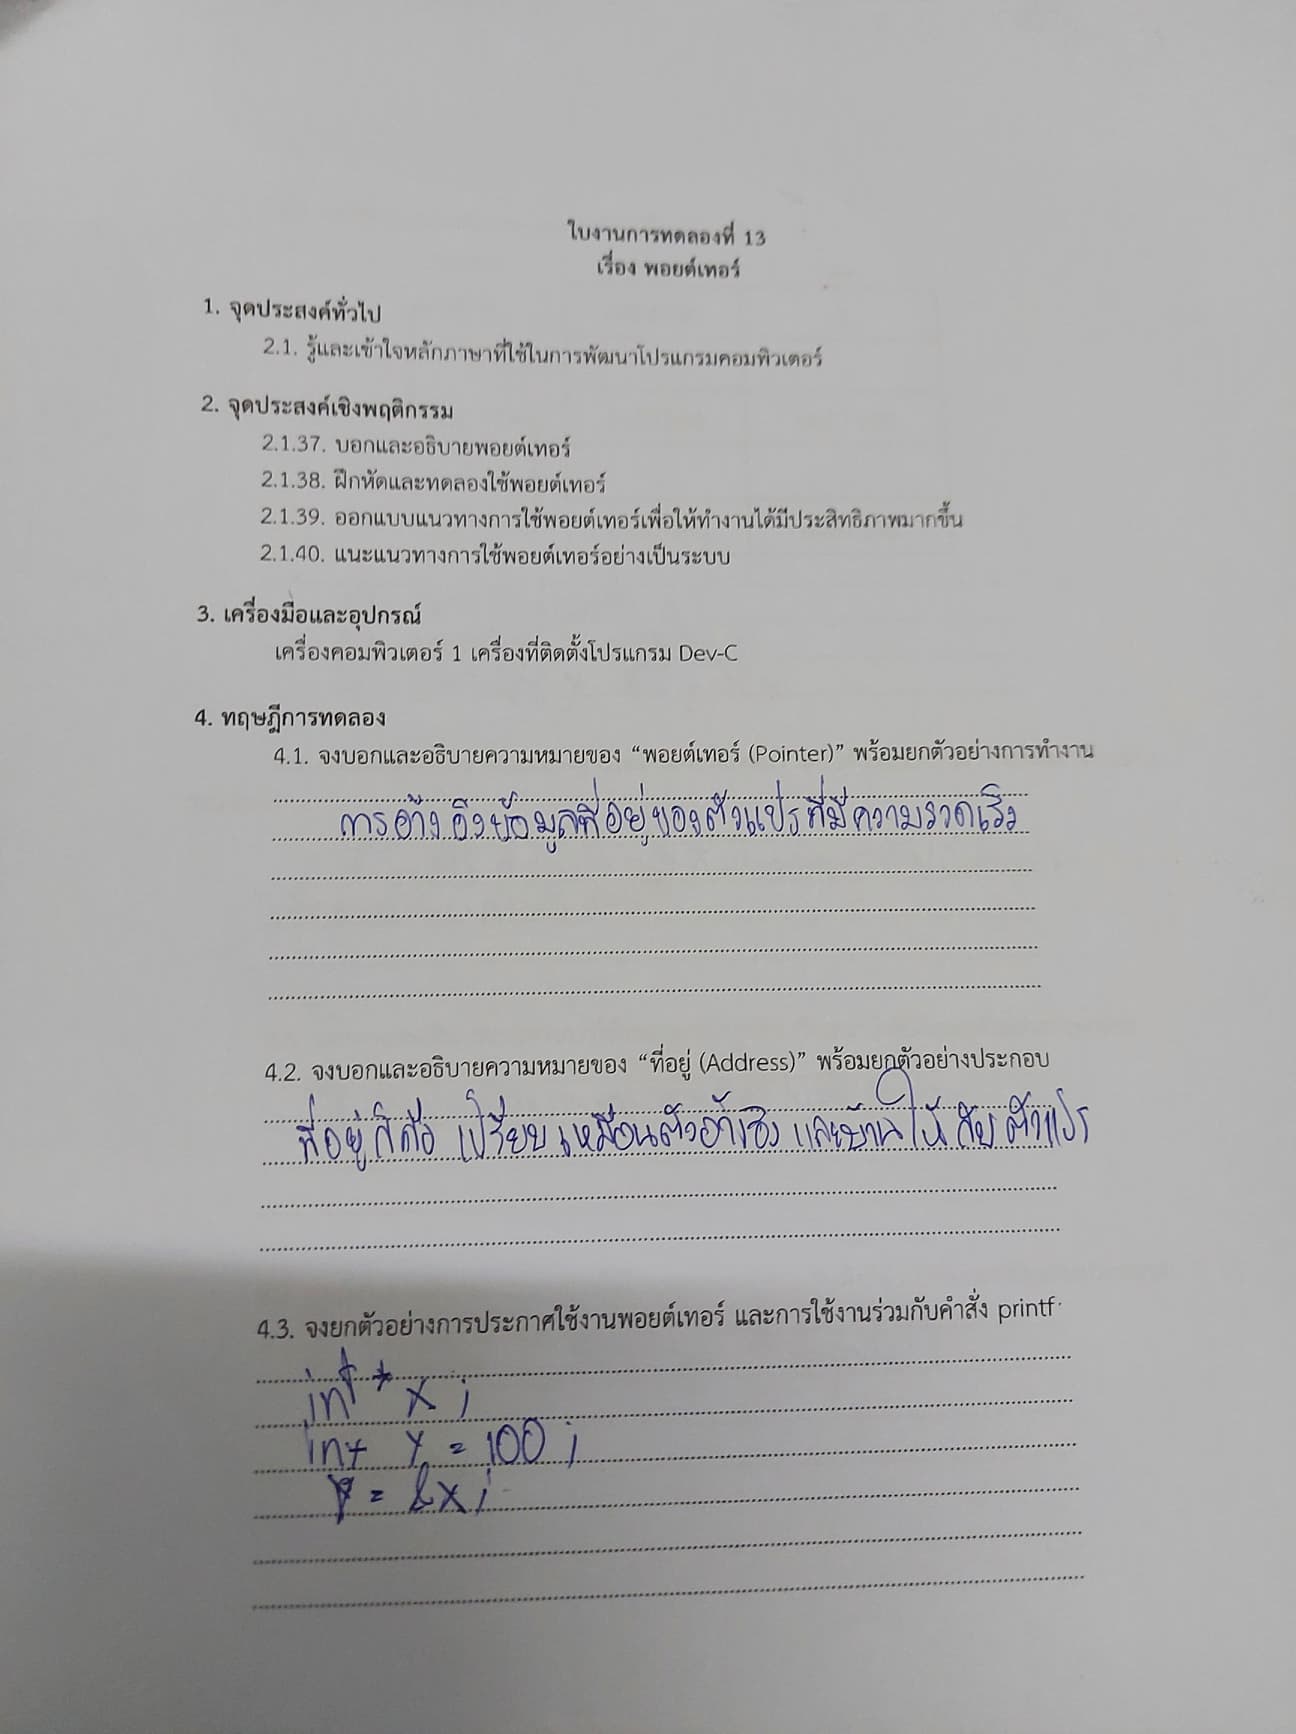 ใบงานการทดลองที่ 13
เรื่อง พอยต์เทอร์
1. จุดประสงค์ทั่วไป
2.1. รู้และเข้าใจหลักภาษาที่ใช้ในการพัฒนาโปรแกรมคอมพิวเตอร์
2. จุดประสงค์เชิงพฤติกรรม
2.1.37. บอกและอธิบายพอยต์เทอร์
2.1.38. ฝึกหัดและทดลองใช้พอยต์เทอร์
2.1.39. ออกแบบแนวทางการใช้พอยต์เทอร์เพื่อให้ทำงานได้มีประสิทธิภาพมากขึ้น
2.1.40. แนะแนวทางการใช้พอยต์เทอร์อย่างเป็นระบบ
3. เครื่องมือและอุปกรณ์
เครื่องคอมพิวเตอร์ 1 เครื่องที่ติดตั้งโปรแกรม Dev-C
4. ทฤษฎีการทดลอง
4.1. จงบอกและอธิบายความหมายของ “พอยต์เทอร์ (Pointer)” พร้อมยกตัวอย่างการทำงาน
การอ้างอิงข้อมูลที่อยู่ของตัวแปรที่มีความรวดเร็ว
4.2. จงบอกและอธิบายความหมายของ “ที่อยู่ (Address)” พร้อมยกตัวอย่างประกอบ
ที่อยู่ก็คือ เปรียบเหมือนตัวอ้างอิง และบ้านให้กับตัวแปร
4.3. จงยกตัวอย่างการประกาศใช้งานพอยต์เทอร์ และการใช้งานร่วมกับคำสั่ง printf
int * x ;
int y = 100 ;
= &x ;